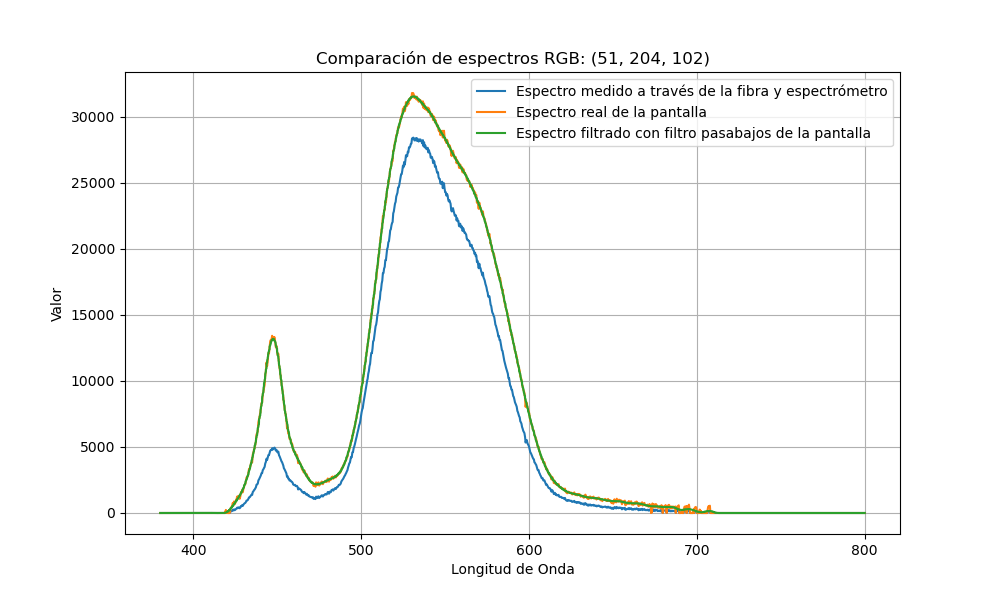 Comparación de espectros RGB: (51, 204, 102)
Espectro medido a través de la fibra y espectrómetro
Espectro real de la pantalla
Espectro filtrado con filtro pasabajos de la pantalla
Valor
30000
25000
20000
15000
10000
5000
0
400
500
600
700
800
Longitud de Onda